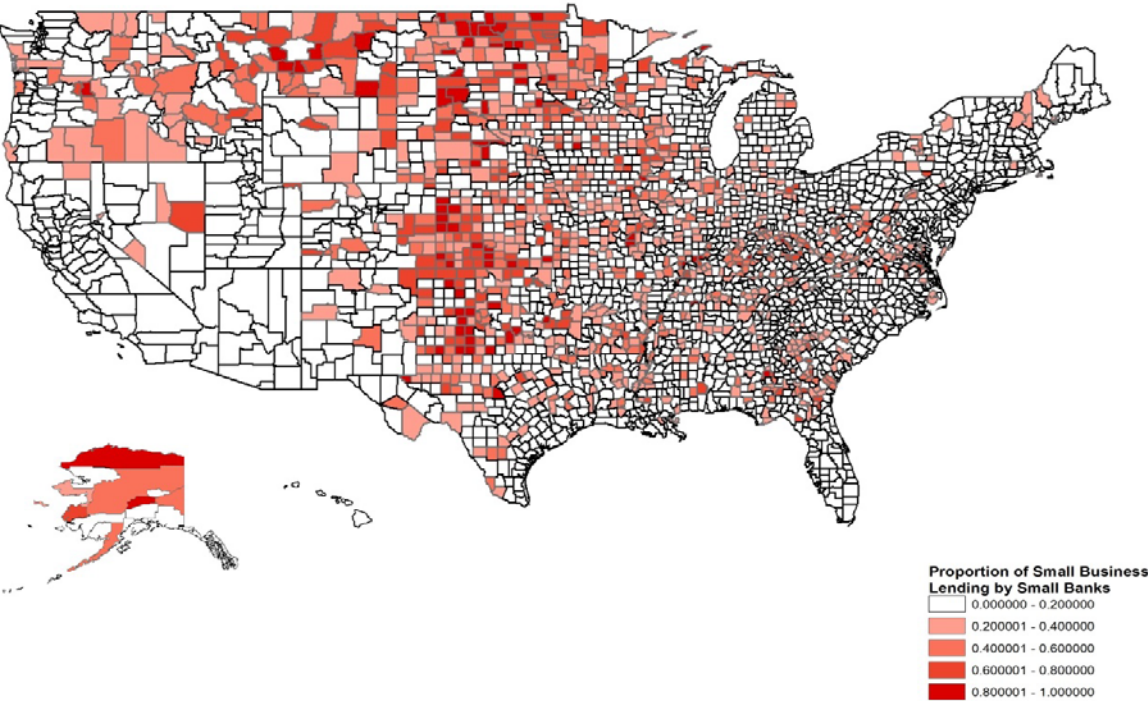 Proportion of Small Business
Lending by Small Banks
0.000000 - 0.200000
0.200001 - 0.400000
0.400001 - 0.600000
0.600001 - 0.800000
0.800001 - 1.000000